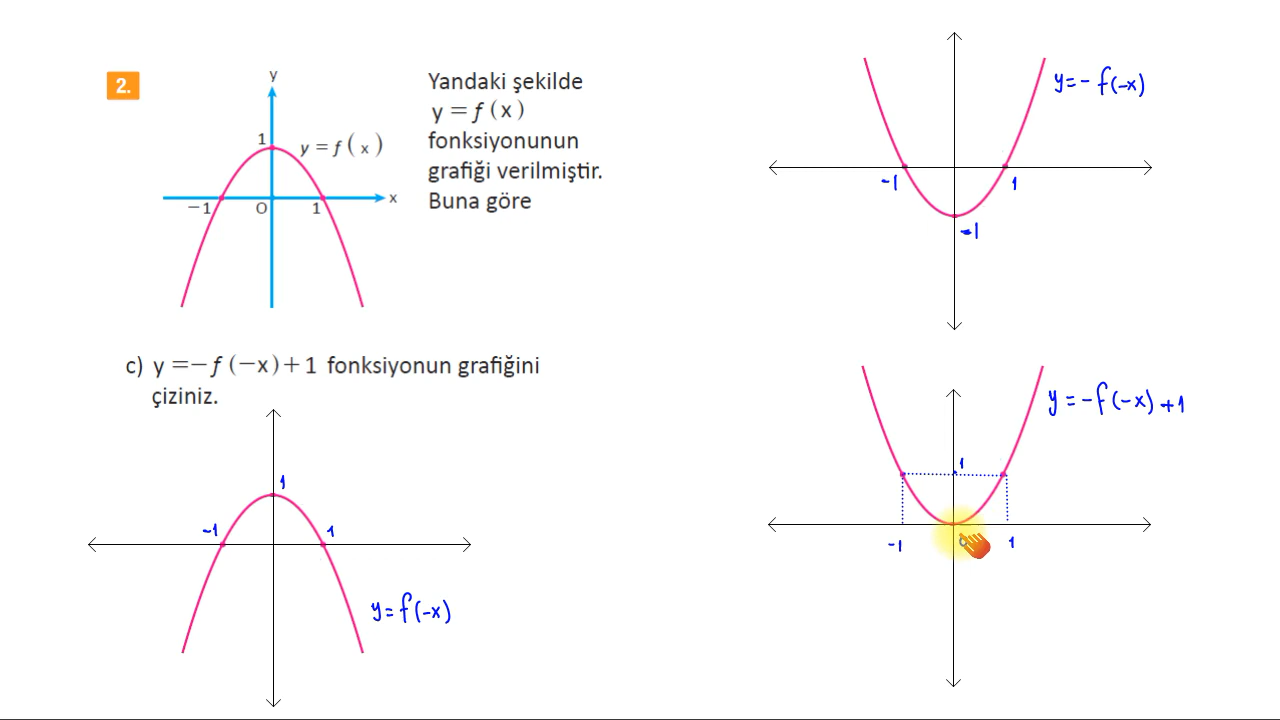 2.
y
1
y = f ( x )
−1
O
1
x
Yandaki şekilde
y = f ( x )
fonksiyonunun
grafiği verilmiştir.
Buna göre
c) y =− f (−x)+ 1 fonksiyonun grafiğini
çiziniz.
1
-1
1
y= f(-x)
y= - f(-x)
-1
1
-1
y = -f(-x) +1
1
-1
0
1